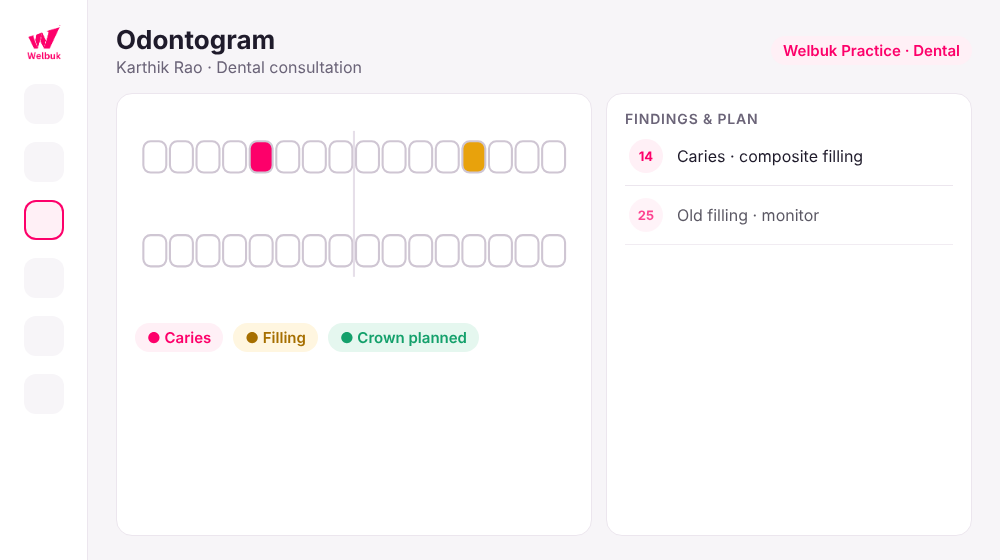 Welbuk
Odontogram
Karthik Rao · Dental consultation
Welbuk Practice · Dental
Caries
Filling
Crown planned
FINDINGS & PLAN
14 Caries · composite filling
25 Old filling · monitor